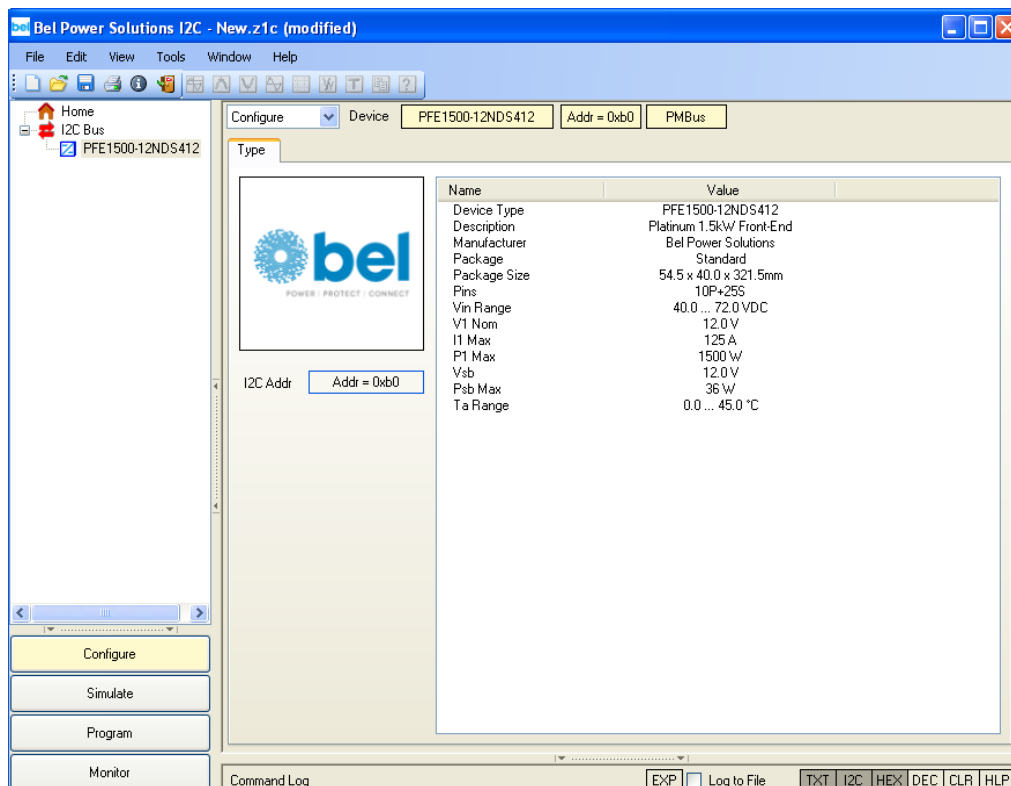 bel Bel Power Solutions I2C - New.z1c (modified)
File Edit View Tools Window Help
Home
I2C Bus
PFE1500-12NDS412
Configure Device PFE1500-12NDS412 Addr = 0xb0 PMBus
Type
bel
POWER | PROTECT | CONNECT
I2C Addr Addr = 0xb0
Name Value
Device Type PFE1500-12NDS412
Description Platinum 1.5kW Front-End
Manufacturer Bel Power Solutions
Package Standard
Package Size 54.5 x 40.0 x 321.5mm
Pins 10P+25S
Vin Range 40.0 ... 72.0 VDC
V1 Nom 12.0 V
I1 Max 125 A
P1 Max 1500 W
Vsb 12.0 V
Psb Max 36 W
Ta Range 0.0 ... 45.0 °C
Configure
Simulate
Program
Monitor
Command Log EXP Log to File TXT I2C HEX DEC CLR HLP